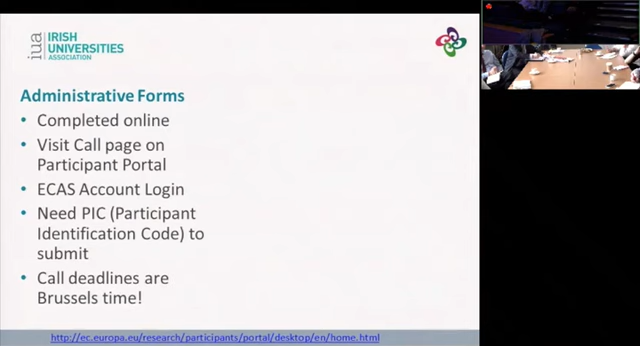 iua
IRISH
UNIVERSITIES
ASSOCIATION
Administrative Forms
• Completed online
• Visit Call page on
Participant Portal
• ECAS Account Login
• Need PIC (Participant
Identification Code) to
submit
• Call deadlines are
Brussels time!
http://ec.europa.eu/research/participants/portal/desktop/en/home.html